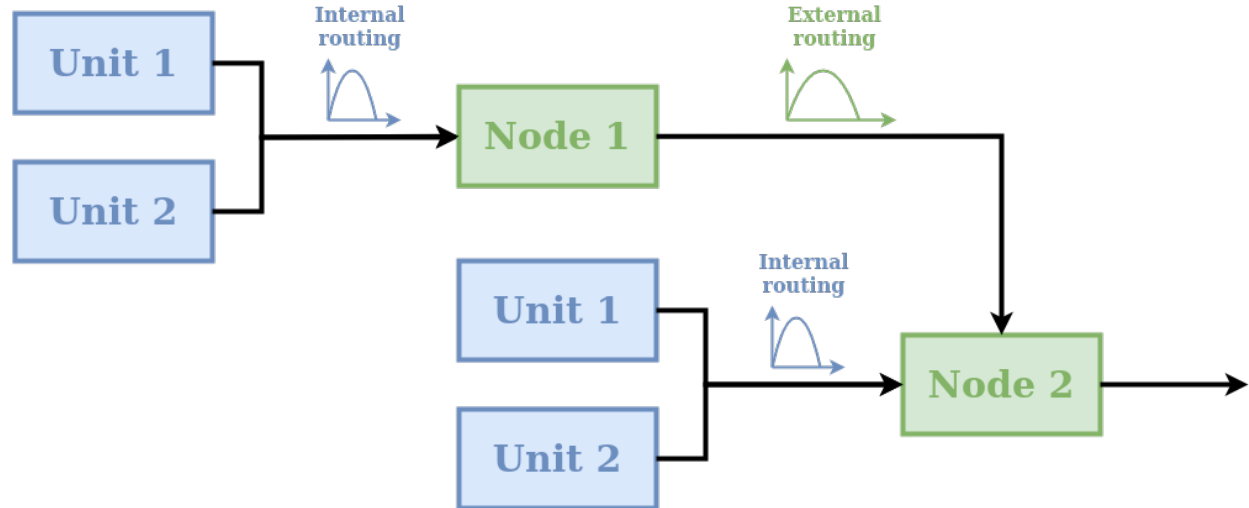 Internal
routing
External
routing
Unit 1
Node 1
Unit 2
Internal
routing
Unit 1
Node 2
Unit 2